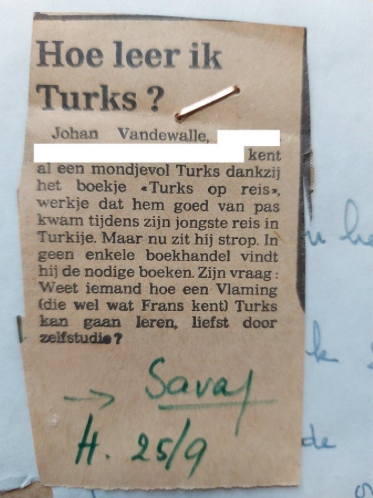 Hoe leer ik
Turks ?
Johan Vandewalle,
kent
al een mondjevol Turks dankzij
het boekje «Turks op reis»,
werkje dat hem goed van pas
kwam tijdens zijn jongste reis in
Turkije. Maar nu zit hij strop. In
geen enkele boekhandel vindt
hij de nodige boeken. Zijn vraag :
Weet iemand hoe een Vlaming
(die wel wat Frans kent) Turks
kan gaan leren, liefst door
zelfstudie?
→ Savaş
H. 25/9
de